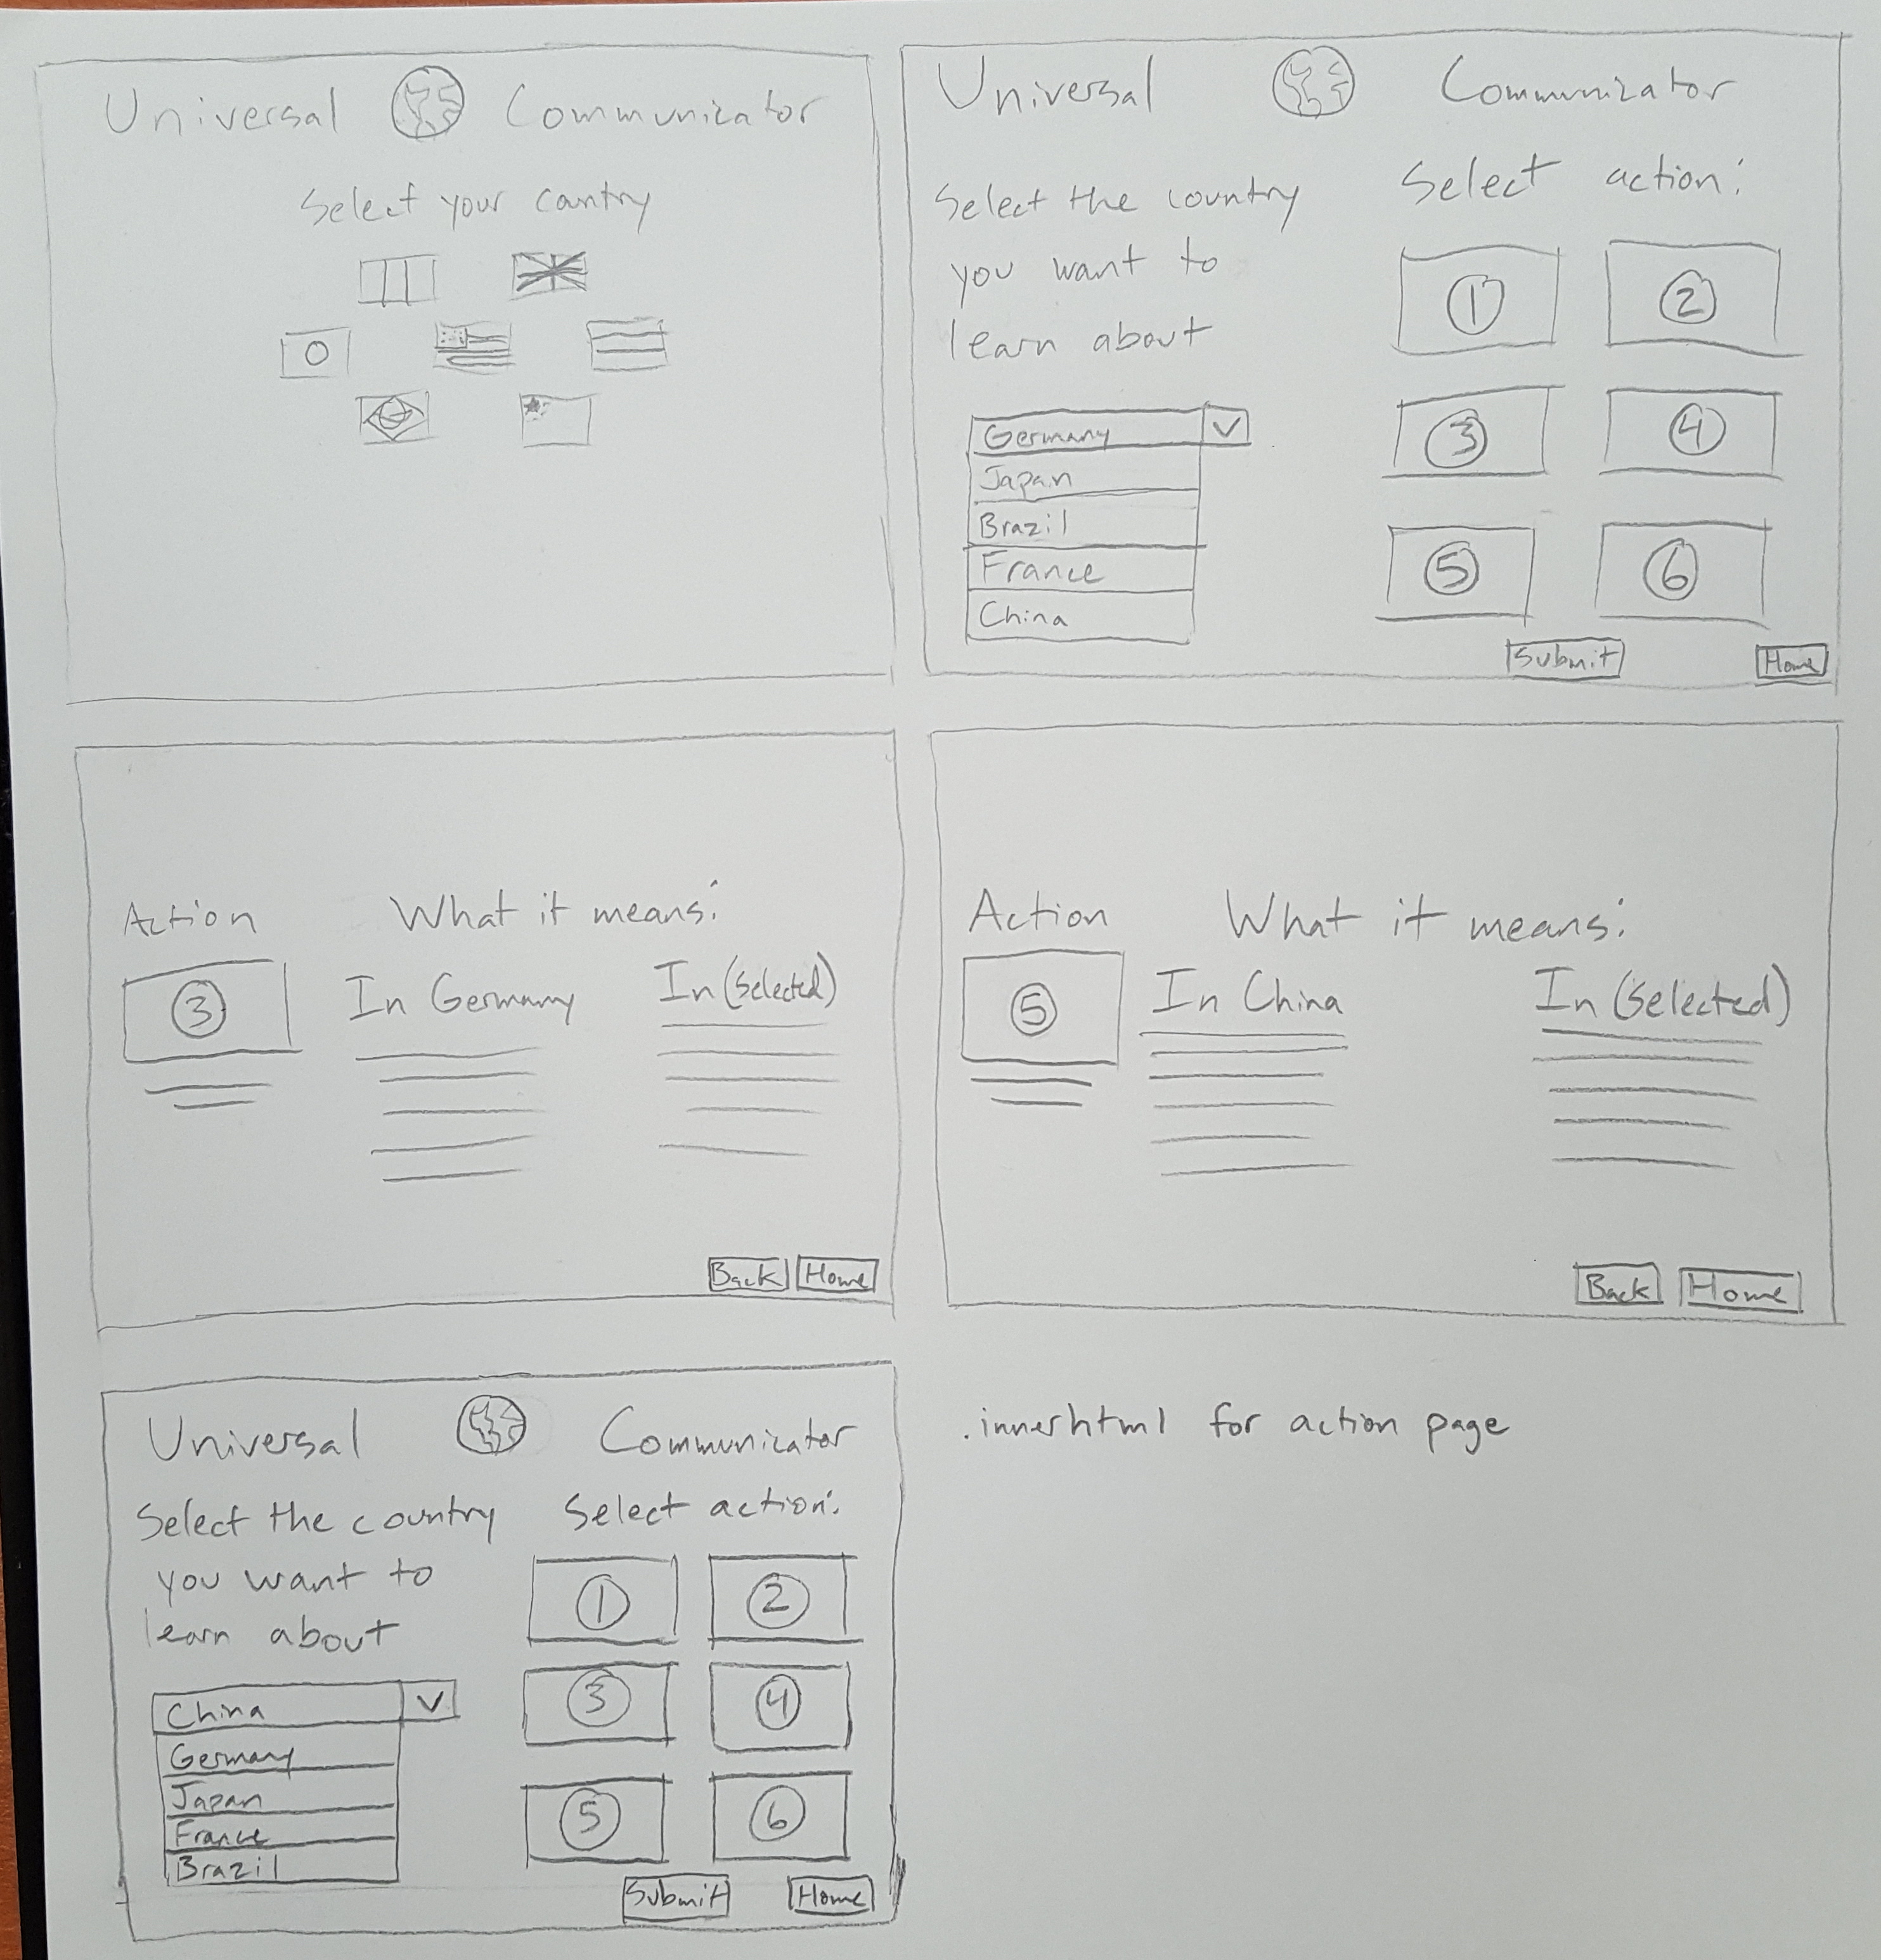 Universal Communicator
Select your country
Universal Communicator
Select the country
you want to
learn about
Germany V
Japan
Brazil
France
China
Select action:
1 2
3 4
5 6
Submit Home
Action What it means:
3 In Germany In (Selected)
Back Home
Action What it means:
5 In China In (Selected)
Back Home
Universal Communicator
Select the country
you want to
learn about
China V
Germany
Japan
France
Brazil
Select action:
1 2
3 4
5 6
Submit Home
.innerhtml for action page